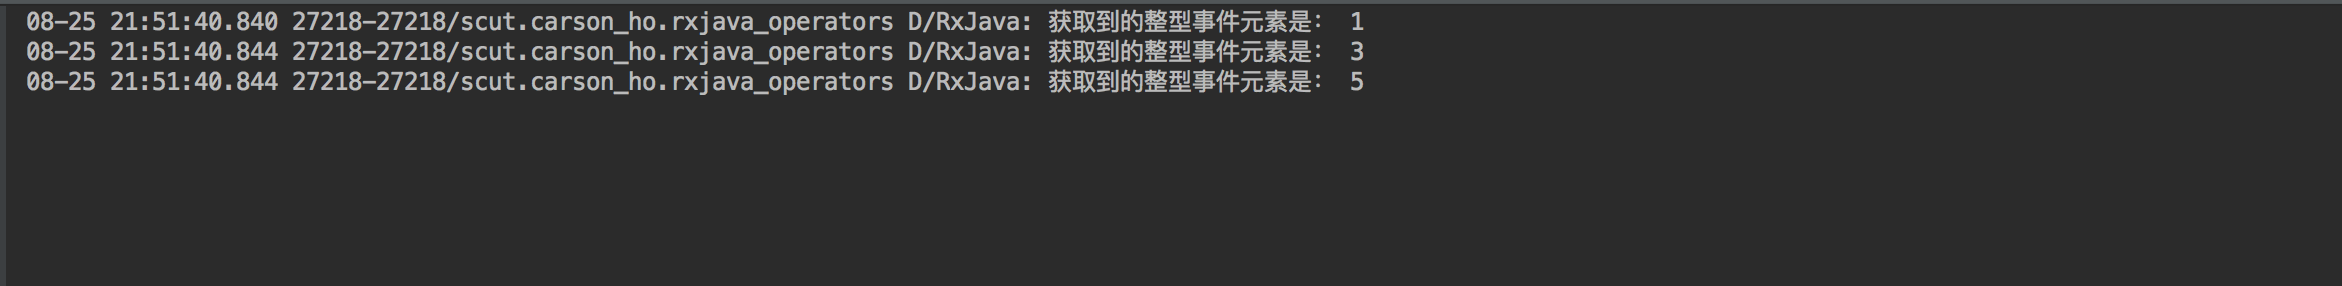 08-25 21:51:40.840 27218-27218/scut.carson_ho.rxjava_operators D/RxJava: 获取到的整型事件元素是： 1
08-25 21:51:40.844 27218-27218/scut.carson_ho.rxjava_operators D/RxJava: 获取到的整型事件元素是： 3
08-25 21:51:40.844 27218-27218/scut.carson_ho.rxjava_operators D/RxJava: 获取到的整型事件元素是： 5